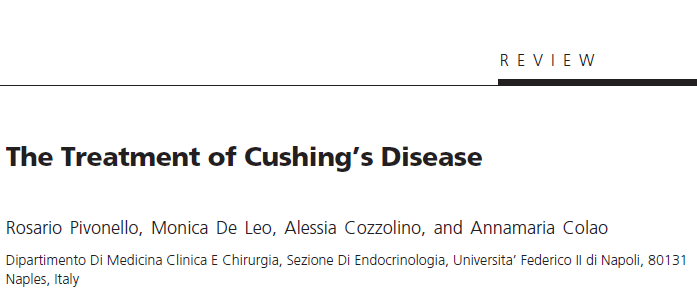 REVIEW
The Treatment of Cushing's Disease
Rosario Pivonello, Monica De Leo, Alessia Cozzolino, and Annamaria Colao
Dipartimento Di Medicina Clinica E Chirurgia, Sezione Di Endocrinologia, Universita' Federico II di Napoli, 80131
Naples, Italy